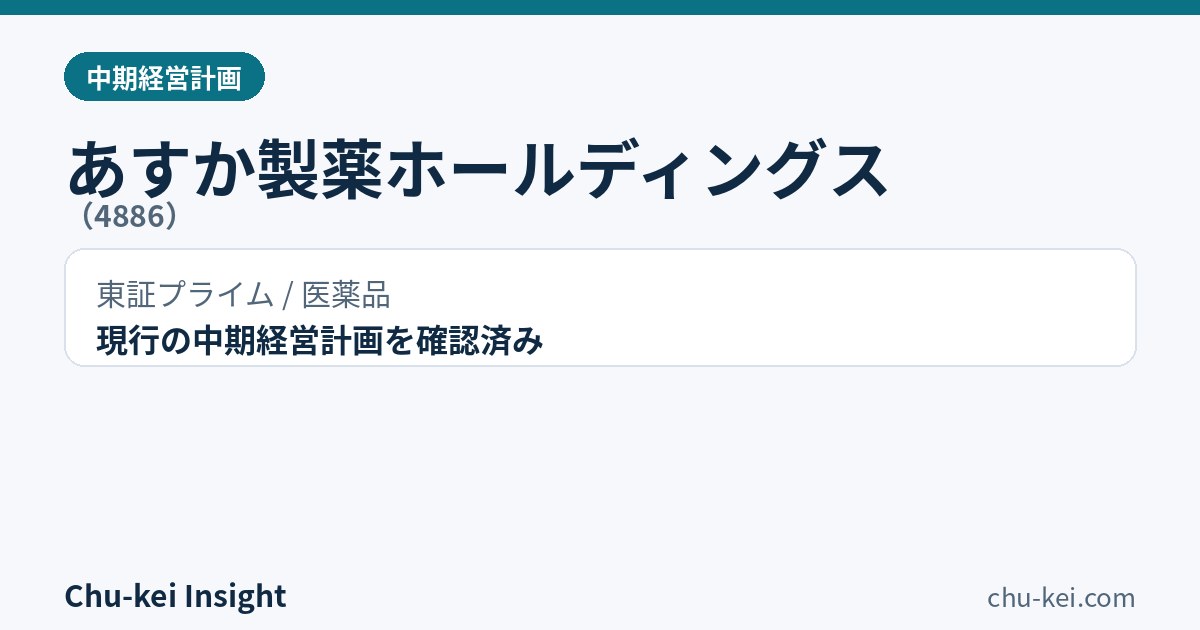 中期経営計画
あすか製薬ホールディングス
（4886）
東証プライム / 医薬品
現行の中期経営計画を確認済み
Chu-kei Insight
chu-kei.com